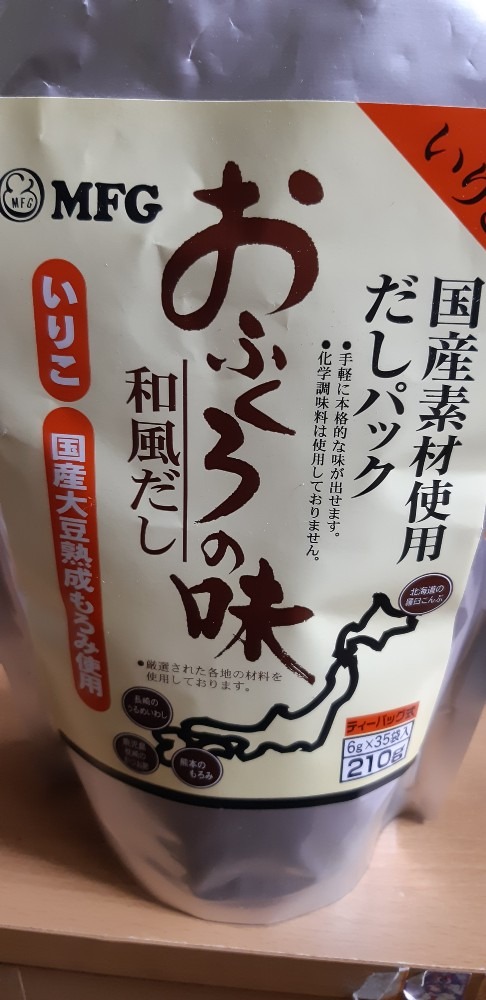 いり
MFG
MFG
おふくろの味
和風だし
国産素材使用
だしパック
●手軽に本格的な味が出せます。
●化学調味料は使用しておりません。
いりこ
国産大豆熟成もろみ使用
●厳選された各地の材料を
使用しております。
北海道の
長崎の
うるめいわし
熊本の
もろみ
ティーバッグ式
6g×35袋入
210g